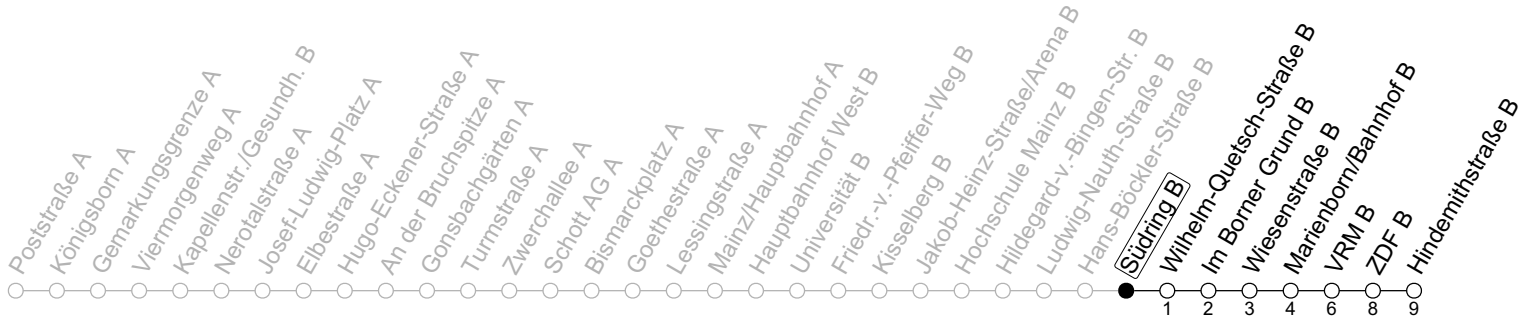 Poststraße A
Königsborn A
Gemarkungsgrenze A
Viermorgenweg A
Kapellenstr./Gesundh. B
Nerotalstraße A
Josef-Ludwig-Platz A
Elbestraße A
Hugo-Eckener-Straße A
An der Bruchspitze A
Gonsbachgärten A
Turmstraße A
Zwerchallee A
Schott AG A
Bismarckplatz A
Goethestraße A
Lessingstraße A
Mainz/Hauptbahnhof A
Hauptbahnhof West B
Universität B
Friedr.-v.-Pfeiffer-Weg B
Kisselberg B
Jakob-Heinz-Straße/Arena B
Hochschule Mainz B
Hildegard-v.-Bingen-Str. B
Ludwig-Nauth-Straße B
Hans-Böckler-Straße B
Südring B
Wilhelm-Quetsch-Straße B
Im Borner Grund B
Wiesenstraße B
Marienborn/Bahnhof B
VRM B
ZDF B
Hindemithstraße B
1 2 3 4 6 8 9